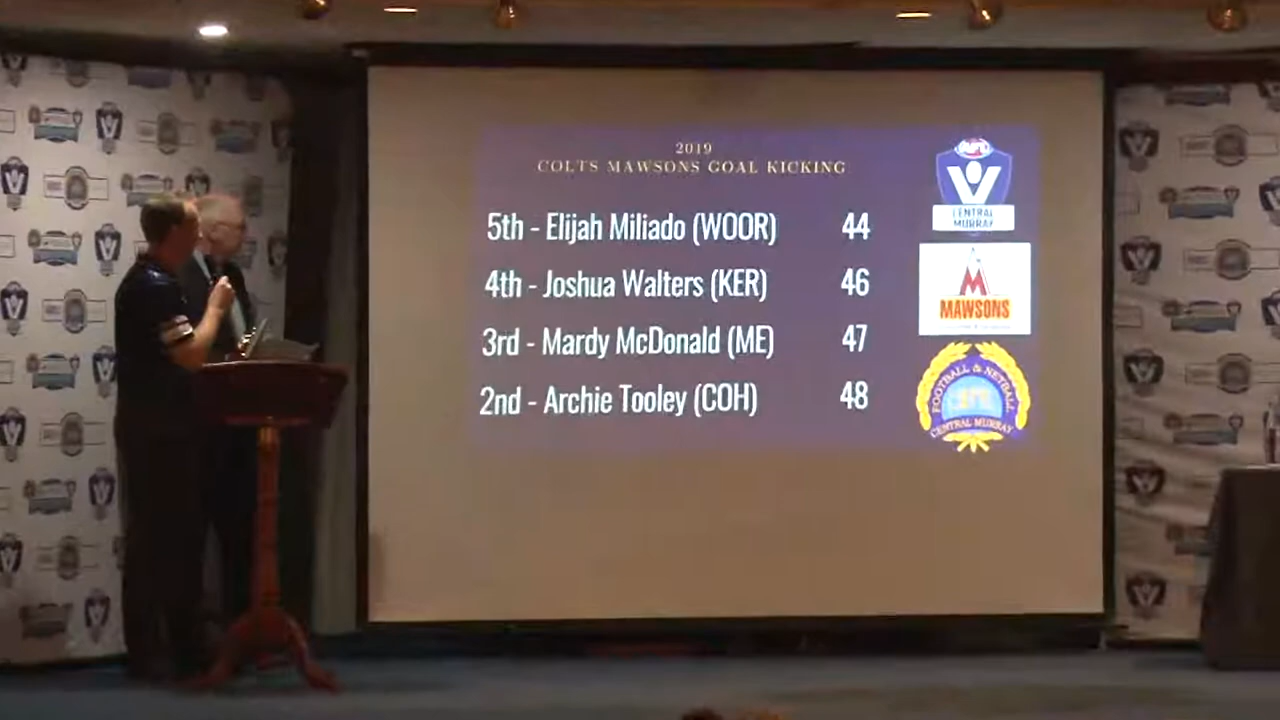 2019
COLTS MAWSONS GOAL KICKING
5th - Elijah Miliado (WOOR) 44
4th - Joshua Walters (KER) 46
3rd - Mardy McDonald (ME) 47
2nd - Archie Tooley (COH) 48
AFL
CENTRAL
MURRAY
MAWSONS
FOOTBALL & NETBALL
CENTRAL MURRAY